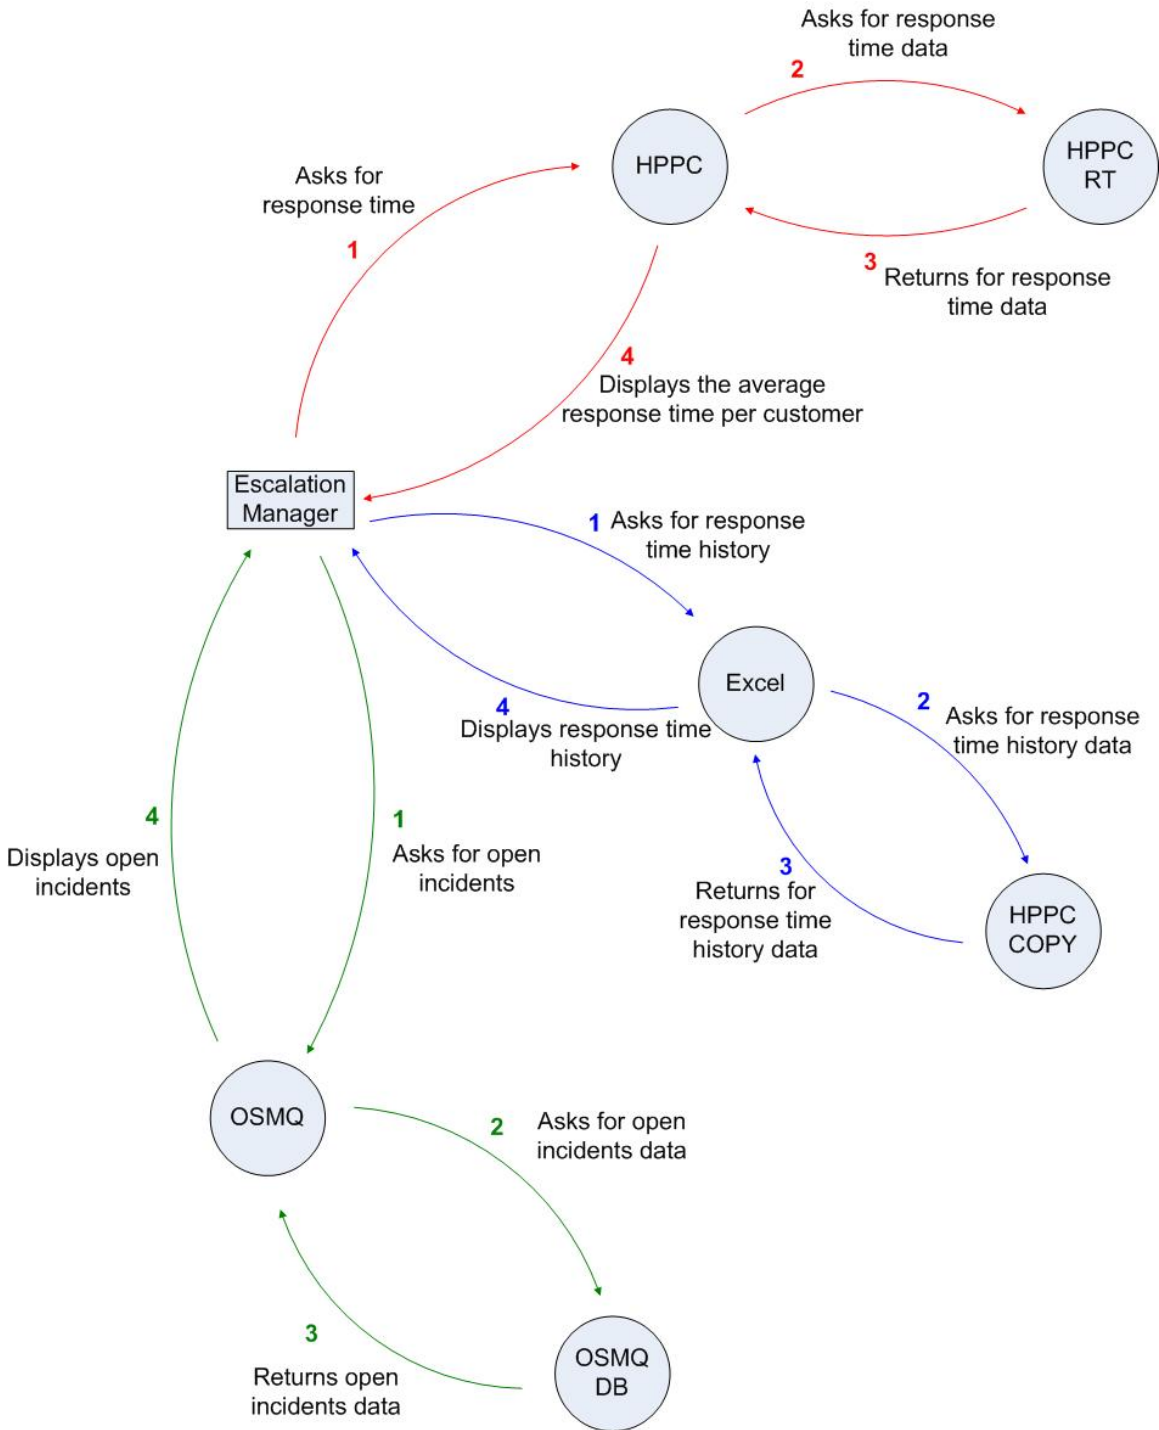 Asks for response
time data
2
HPPC
HPPC
RT
Asks for
response time
1
3
Returns for response
time data
4
Displays the average
response time per customer
Escalation
Manager
1
Asks for response
time history
Excel
2
Asks for response
time history data
4
Displays response time
history
4
Displays open
incidents
1
Asks for open
incidents
3
Returns for
response time
history data
HPPC
COPY
OSMQ
2
Asks for open
incidents data
3
Returns open
incidents data
OSMQ
DB